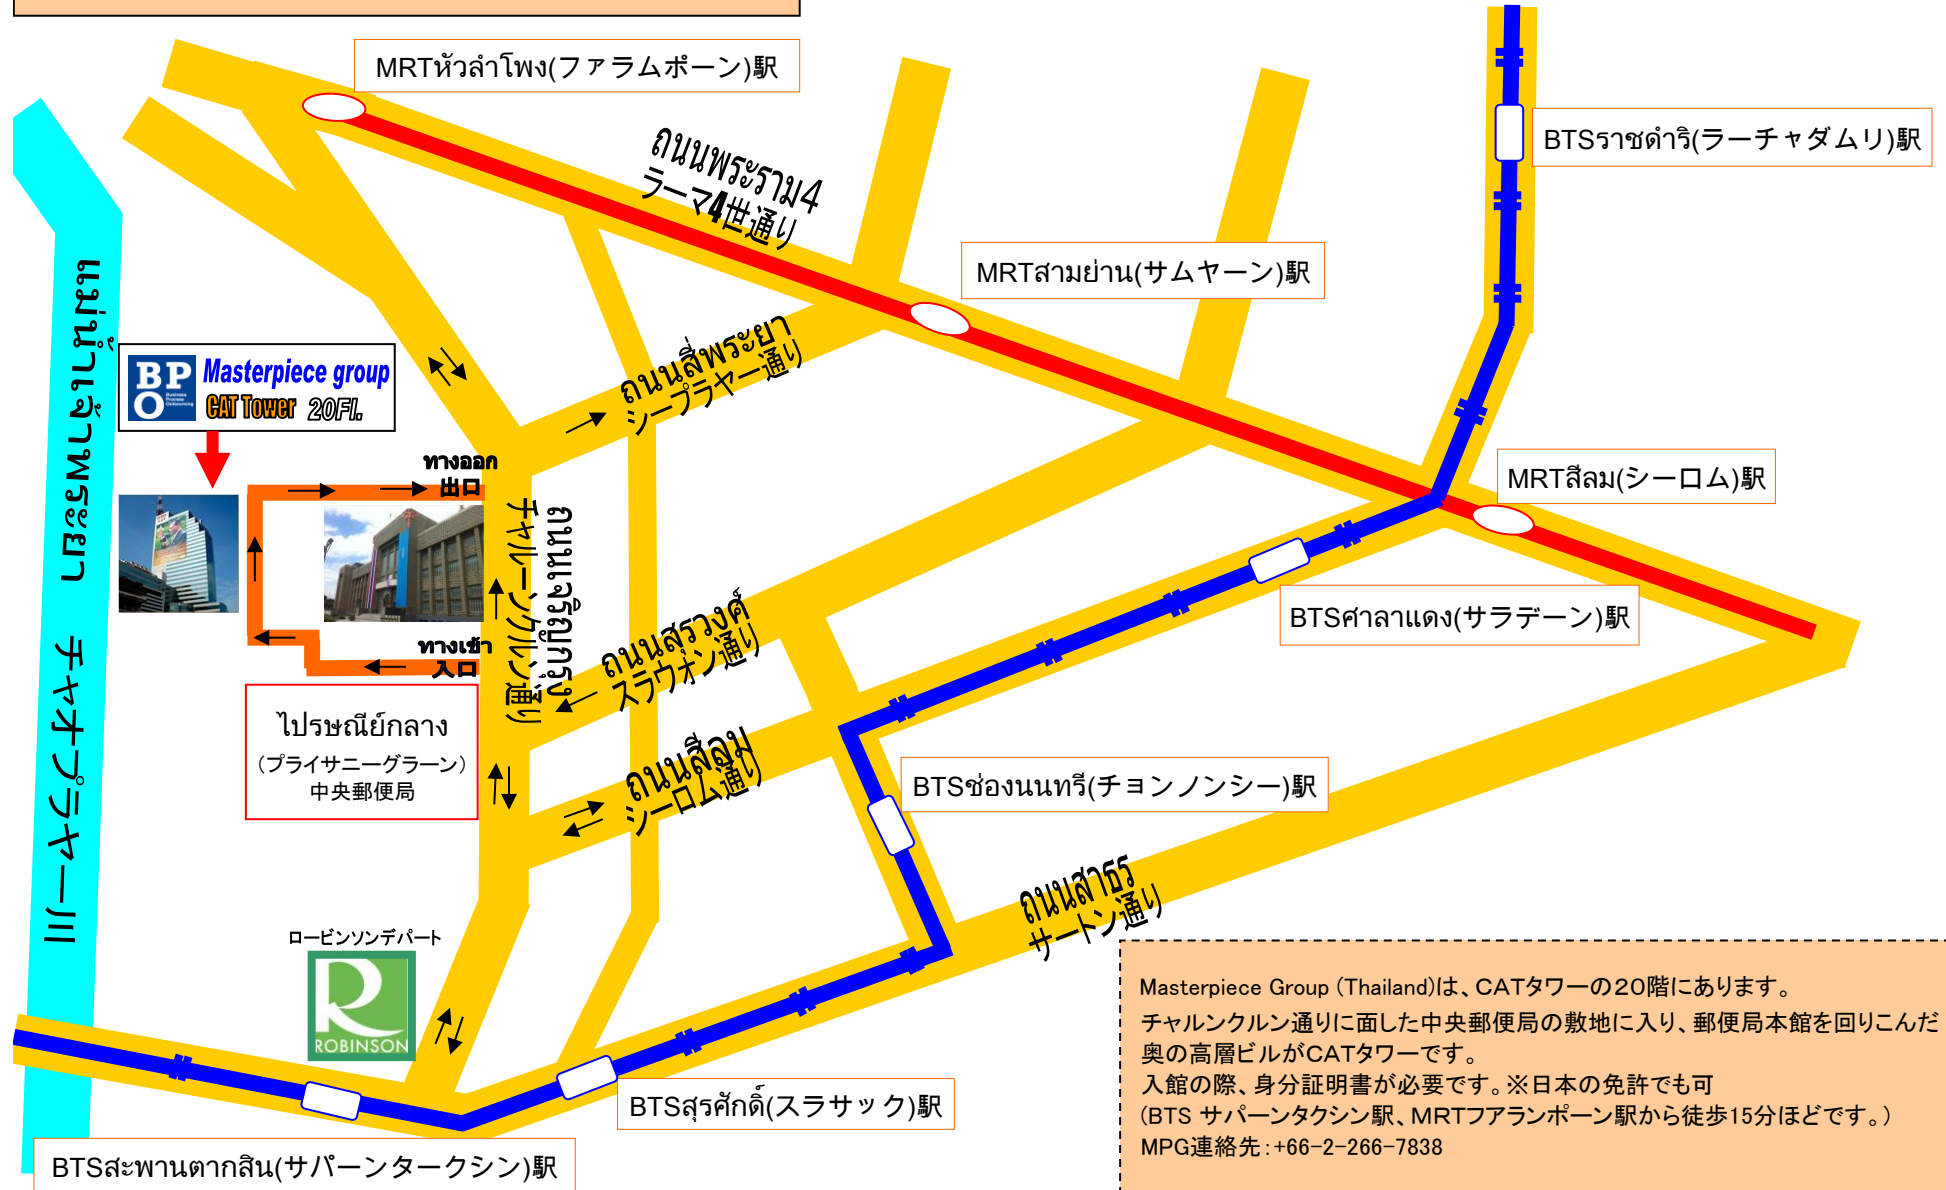 MRTหัวลำโพง(ファラムポーン)駅
BTSราชดำริ(ラーチャダムリ)駅
ถนนพระราม4
ラーマ4世通り
MRTสามย่าน(サムヤーン)駅
แม่น้ำเจ้าพระยา チャオプラヤー川
ถนนสี่พระยา
シープラヤー通り
BPO
Business
Process
Outsourcing
Masterpiece group
CAT Tower 20Fl.
ทางออก
出口
MRTสีลม(シーロム)駅
ถนนเจริญกรุง
チャルーンクルン通り
BTSศาลาแดง(サラデーン)駅
ทางเข้า
入口
ถนนสุรวงศ์
スラウォン通り
ไปรษณีย์กลาง
(プライサニーグラーン)
中央郵便局
ถนนสีลม
シーロム通り
BTSช่องนนทรี(チョンノンシー)駅
ถนนสาธร
サートン通り
ロービンソンデパート
ROBINSON
Masterpiece Group (Thailand)は、CATタワーの20階にあります。
チャルンクルン通りに面した中央郵便局の敷地に入り、郵便局本館を回りこんだ
奥の高層ビルがCATタワーです。
入館の際、身分証明書が必要です。※日本の免許でも可
(BTS サパーンタクシン駅、MRTフアランポーン駅から徒歩15分ほどです。)
MPG連絡先：+66-2-266-7838
BTSสุรศักดิ์(スラサック)駅
BTSสะพานตากสิน(サパーンタークシン)駅